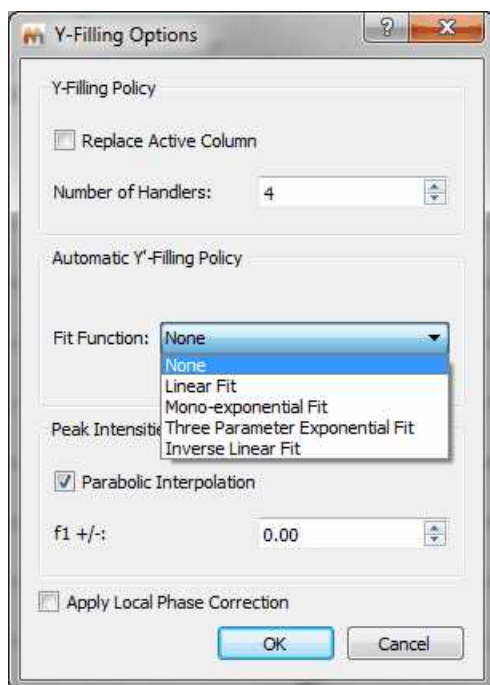 Y-Filling Options
Y-Filling Policy
Replace Active Column
Number of Handlers: 4
Automatic Y'-Filling Policy
Fit Function: None
None
Linear Fit
Mono-exponential Fit
Three Parameter Exponential Fit
Inverse Linear Fit
Peak
Parabolic Interpolation
f1 +/-: 0.00
Apply Local Phase Correction
OK Cancel